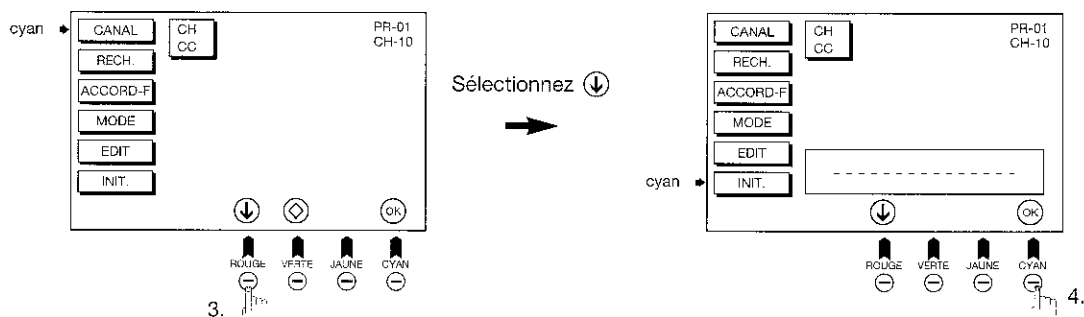 cyan
CANAL
RECH.
ACCORD-F
MODE
EDIT
INIT.
CH
CC
PR-01
CH-10
OK
ROUGE VERTE JAUNE CYAN
3.
Sélectionnez
CANAL
RECH.
ACCORD-F
MODE
EDIT
cyan
INIT.
CH
CC
PR-01
CH-10
OK
ROUGE VERTE JAUNE CYAN
4.